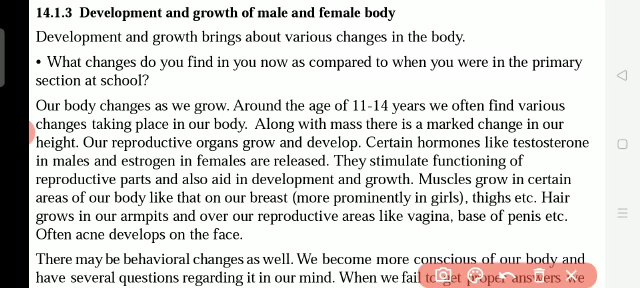 14.1.3 Development and growth of male and female body
Development and growth brings about various changes in the body.
• What changes do you find in you now as compared to when you were in the primary
section at school?
Our body changes as we grow. Around the age of 11-14 years we often find various
changes taking place in our body. Along with mass there is a marked change in our
height. Our reproductive organs grow and develop. Certain hormones like testosterone
in males and estrogen in females are released. They stimulate functioning of
reproductive parts and also aid in development and growth. Muscles grow in certain
areas of our body like that on our breast (more prominently in girls), thighs etc. Hair
grows in our armpits and over our reproductive areas like vagina, base of penis etc.
Often acne develops on the face.
There may be behavioral changes as well. We become more conscious of our body and
have several questions regarding it in our mind. When we fail to get proper answers we